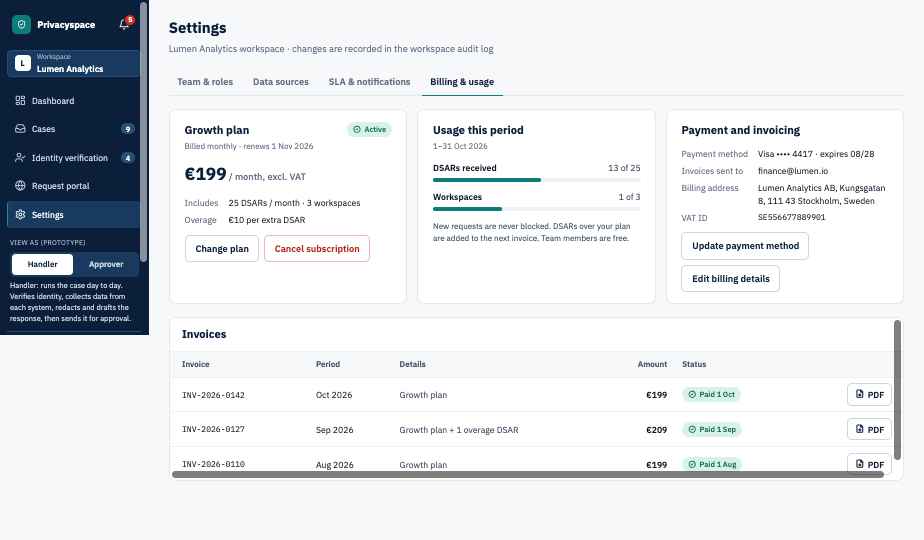 Privacyspace
5
L
Workspace
Lumen Analytics
Dashboard
Cases
9
Identity verification
4
Request portal
Settings
VIEW AS (PROTOTYPE)
Handler
Approver
Handler: runs the case day to day.
Verifies identity, collects data from
each system, redacts and drafts the
response, then sends it for approval.
Settings
Lumen Analytics workspace · changes are recorded in the workspace audit log
Team & roles
Data sources
SLA & notifications
Billing & usage
Growth plan
Active
Billed monthly · renews 1 Nov 2026
€199 / month, excl. VAT
Includes 25 DSARs / month · 3 workspaces
Overage €10 per extra DSAR
Change plan
Cancel subscription
Usage this period
1–31 Oct 2026
DSARs received 13 of 25
Workspaces 1 of 3
New requests are never blocked. DSARs over your plan
are added to the next invoice. Team members are free.
Payment and invoicing
Payment method Visa •••• 4417 · expires 08/28
Invoices sent to finance@lumen.io
Billing address Lumen Analytics AB, Kungsgatan
8, 111 43 Stockholm, Sweden
VAT ID SE556677889901
Update payment method
Edit billing details
Invoices
Invoice Period Details Amount Status
INV-2026-0142 Oct 2026 Growth plan €199 Paid 1 Oct PDF
INV-2026-0127 Sep 2026 Growth plan + 1 overage DSAR €209 Paid 1 Sep PDF
INV-2026-0110 Aug 2026 Growth plan €199 Paid 1 Aug PDF